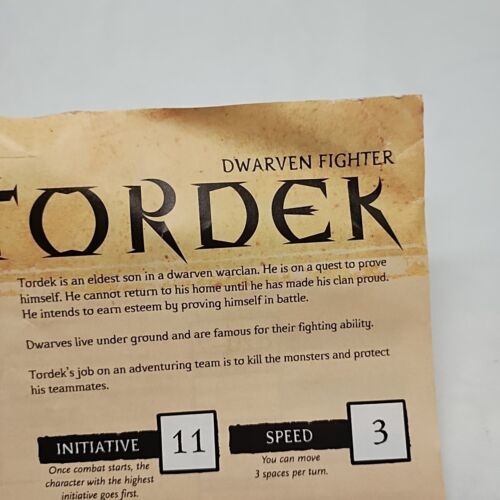 DWARVEN FIGHTER
TORDEK
Tordek is an eldest son in a dwarven warclan. He is on a quest to prove
himself. He cannot return to his home until he has made his clan proud.
He intends to earn esteem by proving himself in battle.
Dwarves live under ground and are famous for their fighting ability.
Tordek's job on an adventuring team is to kill the monsters and protect
his teammates.
INITIATIVE 11
Once combat starts, the
character with the highest
initiative goes first.
SPEED 3
You can move
3 spaces per turn.